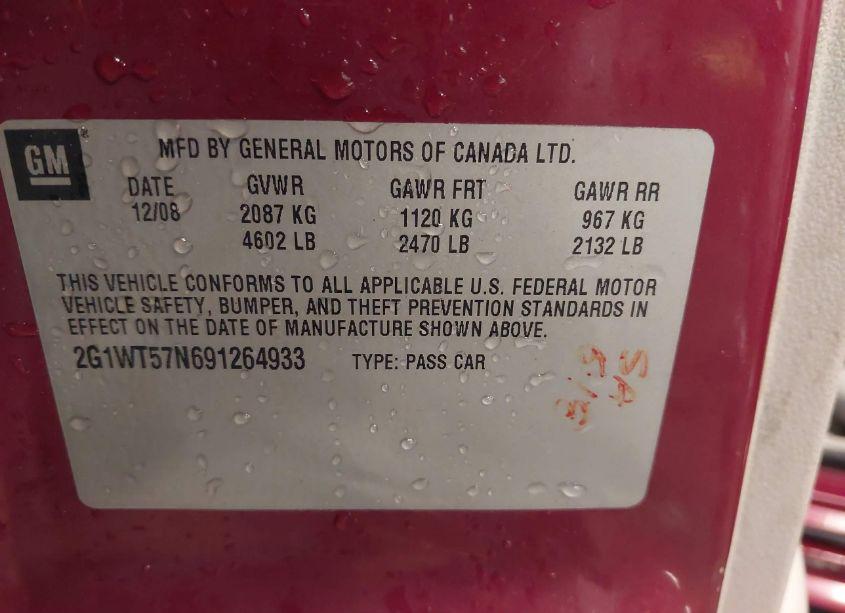 GM ®
MFD BY GENERAL MOTORS OF CANADA LTD.
DATE GVWR GAWR FRT GAWR RR
12/08 2087 KG 1120 KG 967 KG
4602 LB 2470 LB 2132 LB
THIS VEHICLE CONFORMS TO ALL APPLICABLE U.S. FEDERAL MOTOR
VEHICLE SAFETY, BUMPER, AND THEFT PREVENTION STANDARDS IN
EFFECT ON THE DATE OF MANUFACTURE SHOWN ABOVE.
2G1WT57N691264933 TYPE: PASS CAR